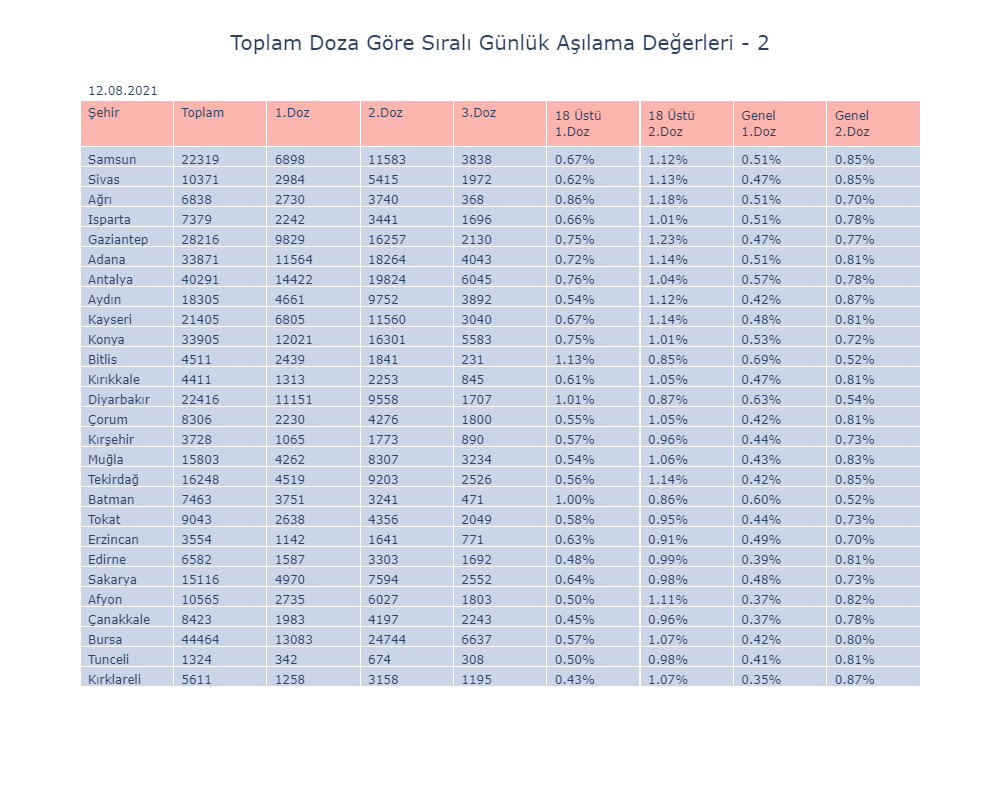 Toplam Doza Göre Sıralı Günlük Aşılama Değerleri - 2
12.08.2021
Şehir Toplam 1.Doz 2.Doz 3.Doz 18 Üstü 1.Doz 18 Üstü 2.Doz Genel 1.Doz Genel 2.Doz
Samsun 22319 6898 11583 3838 0.67% 1.12% 0.51% 0.85%
Sivas 10371 2984 5415 1972 0.62% 1.13% 0.47% 0.85%
Ağrı 6838 2730 3740 368 0.86% 1.18% 0.51% 0.70%
Isparta 7379 2242 3441 1696 0.66% 1.01% 0.51% 0.78%
Gaziantep 28216 9829 16257 2130 0.75% 1.23% 0.47% 0.77%
Adana 33871 11564 18264 4043 0.72% 1.14% 0.51% 0.81%
Antalya 40291 14422 19824 6045 0.76% 1.04% 0.57% 0.78%
Aydın 18305 4661 9752 3892 0.54% 1.12% 0.42% 0.87%
Kayseri 21405 6805 11560 3040 0.67% 1.14% 0.48% 0.81%
Konya 33905 12021 16301 5583 0.75% 1.01% 0.53% 0.72%
Bitlis 4511 2439 1841 231 1.13% 0.85% 0.69% 0.52%
Kırıkkale 4411 1313 2253 845 0.61% 1.05% 0.47% 0.81%
Diyarbakır 22416 11151 9558 1707 1.01% 0.87% 0.63% 0.54%
Çorum 8306 2230 4276 1800 0.55% 1.05% 0.42% 0.81%
Kırşehir 3728 1065 1773 890 0.57% 0.96% 0.44% 0.73%
Muğla 15803 4262 8307 3234 0.54% 1.06% 0.43% 0.83%
Tekirdağ 16248 4519 9203 2526 0.56% 1.14% 0.42% 0.85%
Batman 7463 3751 3241 471 1.00% 0.86% 0.60% 0.52%
Tokat 9043 2638 4356 2049 0.58% 0.95% 0.44% 0.73%
Erzincan 3554 1142 1641 771 0.63% 0.91% 0.49% 0.70%
Edirne 6582 1587 3303 1692 0.48% 0.99% 0.39% 0.81%
Sakarya 15116 4970 7594 2552 0.64% 0.98% 0.48% 0.73%
Afyon 10565 2735 6027 1803 0.50% 1.11% 0.37% 0.82%
Çanakkale 8423 1983 4197 2243 0.45% 0.96% 0.37% 0.78%
Bursa 44464 13083 24744 6637 0.57% 1.07% 0.42% 0.80%
Tunceli 1324 342 674 308 0.50% 0.98% 0.41% 0.81%
Kırklareli 5611 1258 3158 1195 0.43% 1.07% 0.35% 0.87%